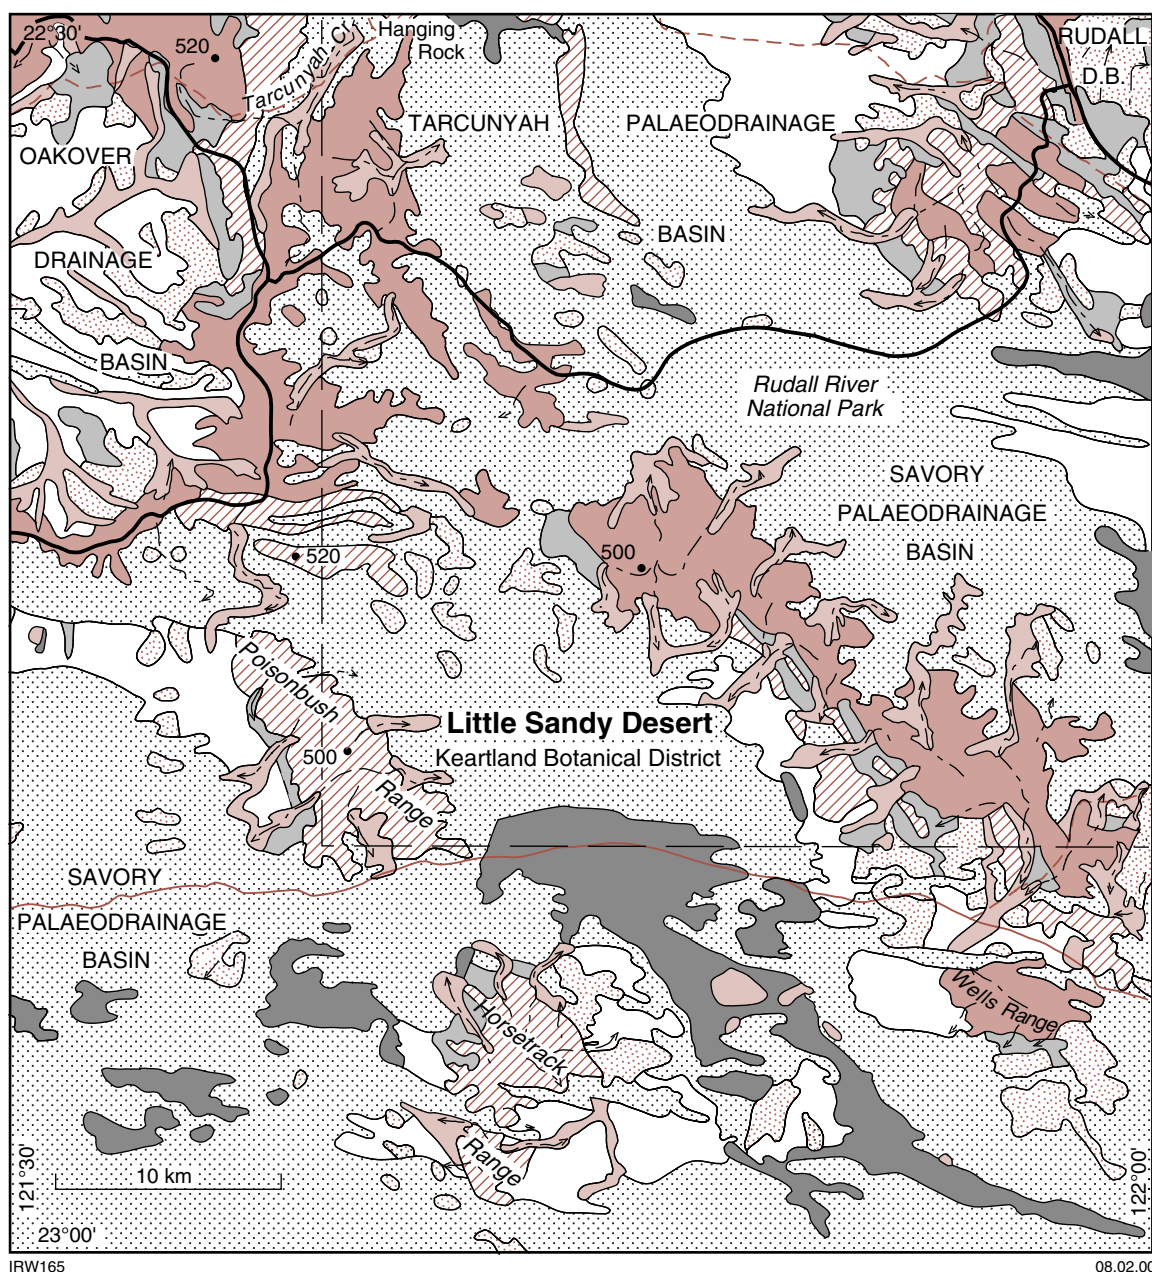 22°30'
520
Tarcunyah Ck
Hanging
Rock
RUDALL
D.B.
TARCUNYAH
PALAEODRAINAGE
BASIN
OAKOVER
DRAINAGE
BASIN
Rudall River
National Park
SAVORY
PALAEODRAINAGE
BASIN
520
500
Poisonbush
Range
500
Little Sandy Desert
Keartland Botanical District
SAVORY
PALAEODRAINAGE
BASIN
Wells Range
Horsetrack
Range
121°30'
10 km
23°00'
122°00'
IRW165
08.02.00